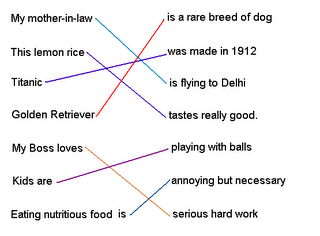 My mother-in-law
is a rare breed of dog
This lemon rice
was made in 1912
Titanic
is flying to Delhi
Golden Retriever
tastes really good.
My Boss loves
playing with balls
Kids are
annoying but necessary
Eating nutritious food is
serious hard work